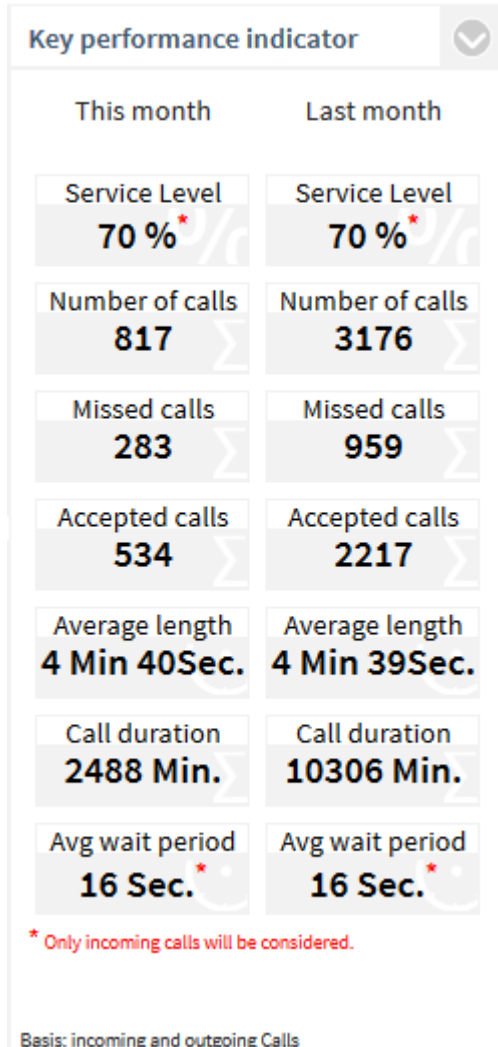 Key performance indicator
This month Last month
Service Level Service Level
70 %* 70 %*
Number of calls Number of calls
817 3176
Missed calls Missed calls
283 959
Accepted calls Accepted calls
534 2217
Average length Average length
4 Min 40Sec. 4 Min 39Sec.
Call duration Call duration
2488 Min. 10306 Min.
Avg wait period Avg wait period
16 Sec.* 16 Sec.*
* Only incoming calls will be considered.
Basis: incoming and outgoing Calls